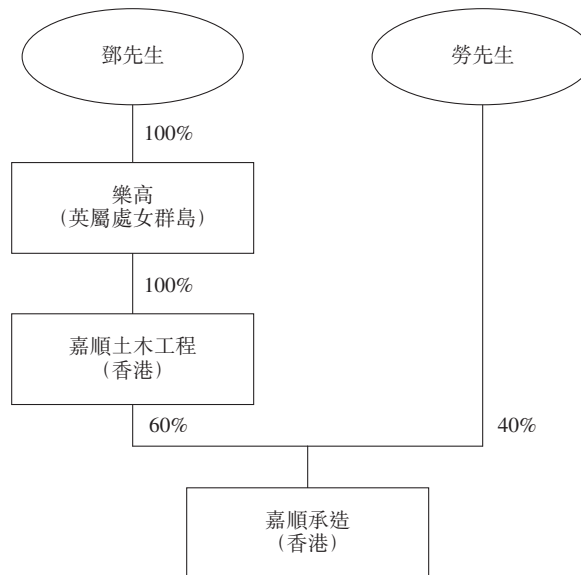 鄧先生
勞先生
100%
樂高
(英屬處女群島)
100%
嘉順土木工程
(香港)
60%
40%
嘉順承造
(香港)